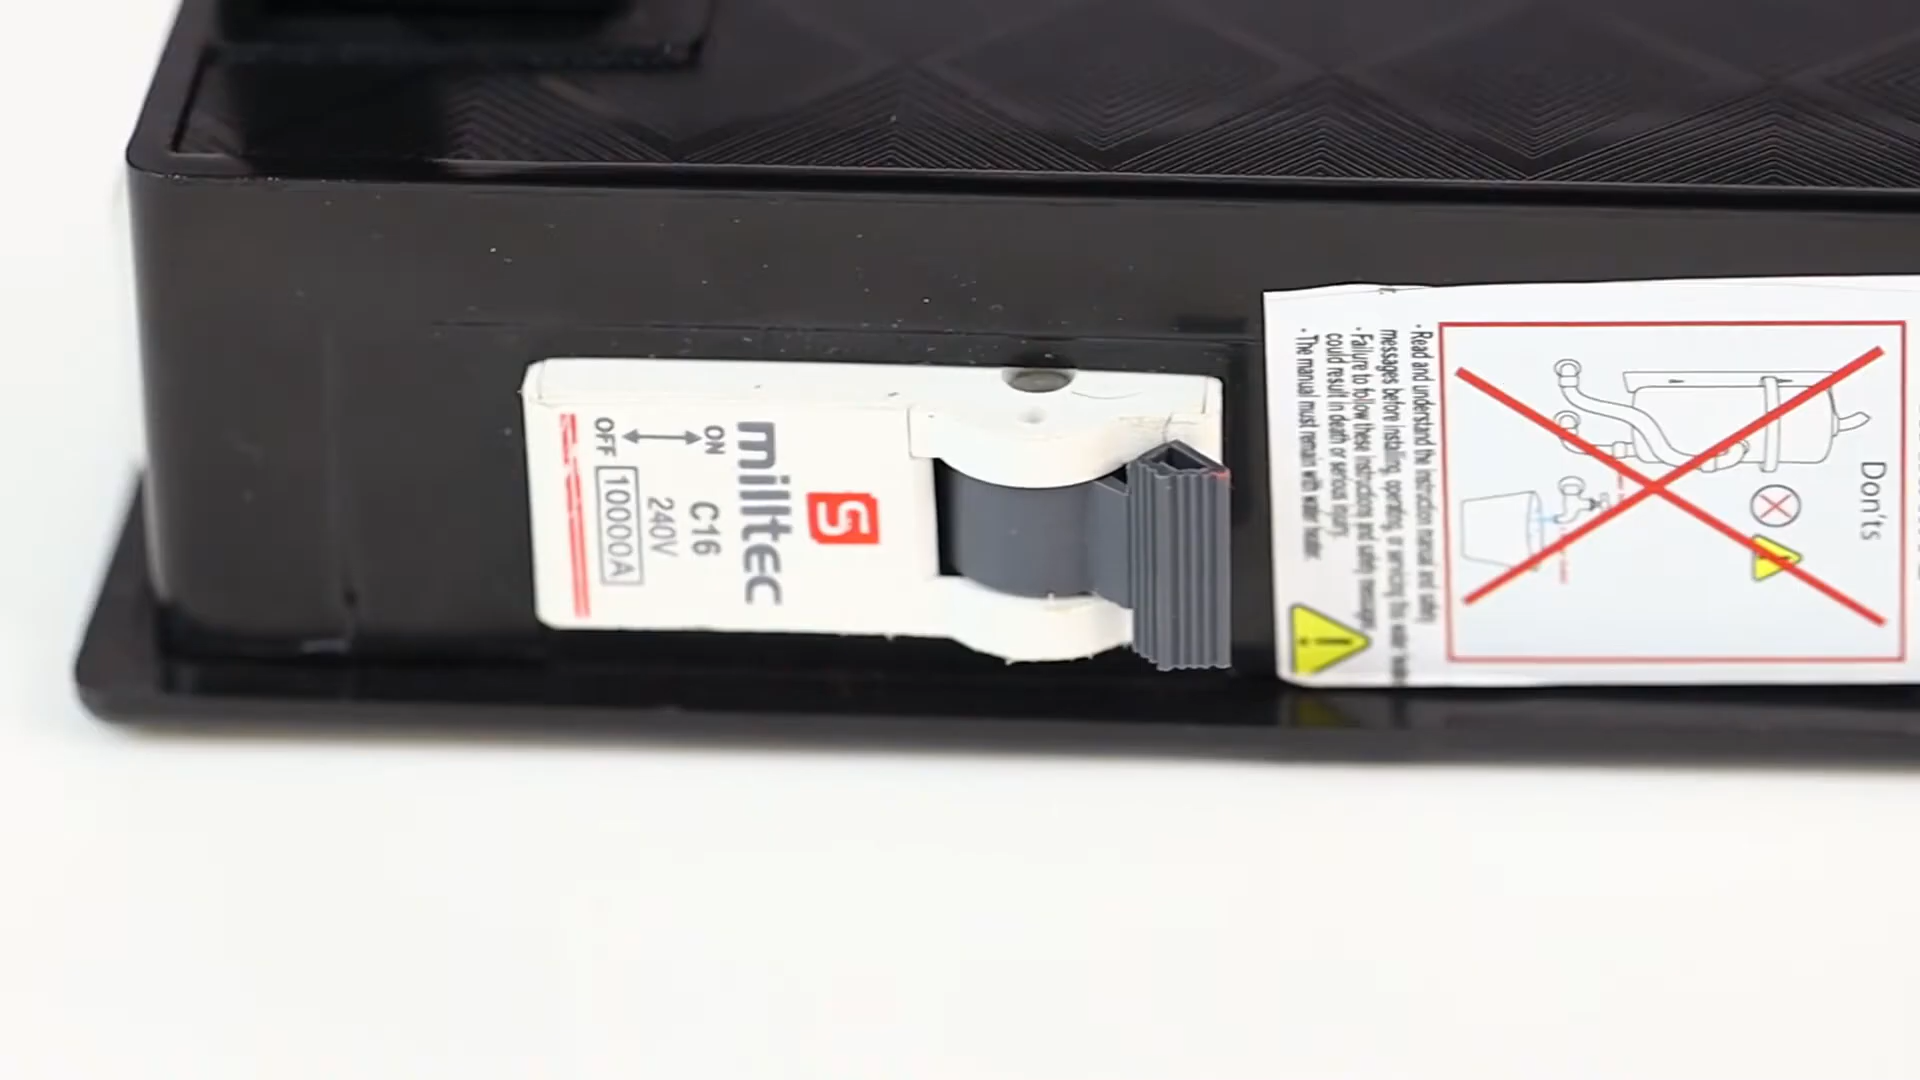 milltec
C16
240V
ON
OFF
10000A
Don'ts
· Read and understand the instruction manual and safety
messages before installing, operating, or servicing this water heater
· Failure to follow these instructions and safety messages
could result in death or serious injury.
· The manual must remain with water heater.